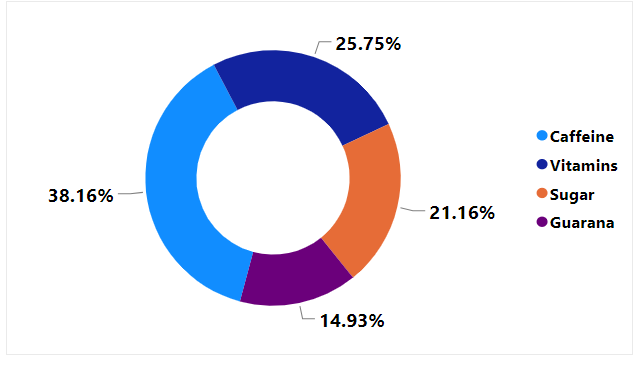 25.75%
38.16%
21.16%
14.93%
Caffeine
Vitamins
Sugar
Guarana